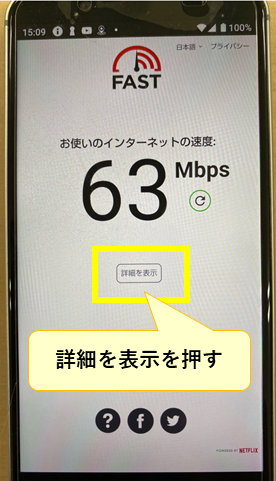 15:09
100%
日本語 プライバシー
FAST
お使いのインターネットの速度:
63 Mbps
詳細を表示
詳細を表示を押す
? f
POWERED BY NETFLIX